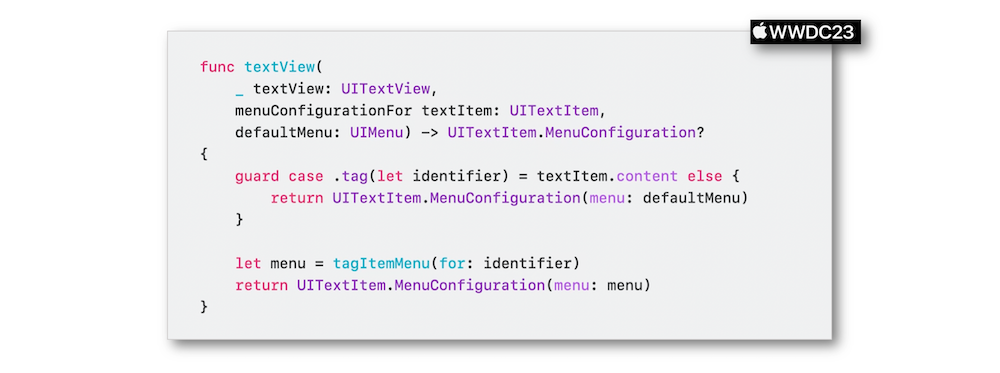 WWDC23
func textView(
    _ textView: UITextView,
    menuConfigurationFor textItem: UITextItem,
    defaultMenu: UIMenu) -> UITextItem.MenuConfiguration?
{
    guard case .tag(let identifier) = textItem.content else {
        return UITextItem.MenuConfiguration(menu: defaultMenu)
    }

    let menu = tagItemMenu(for: identifier)
    return UITextItem.MenuConfiguration(menu: menu)
}